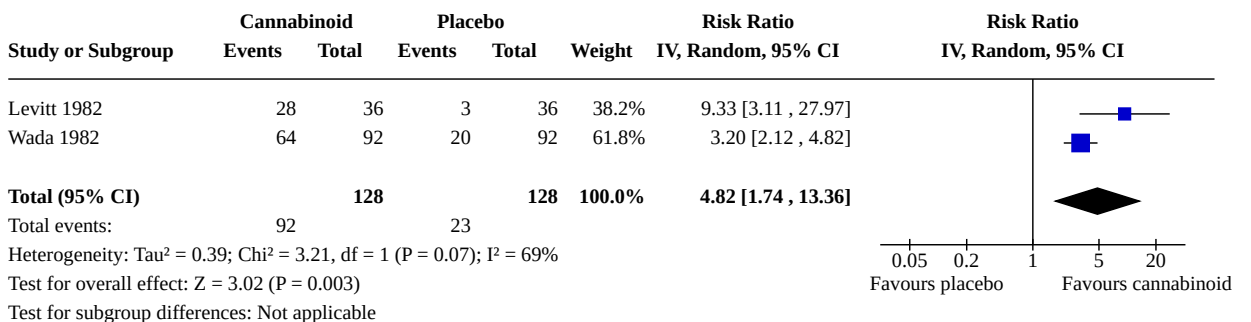 Cannabinoid Placebo Risk Ratio Risk Ratio
Study or Subgroup Events Total Events Total Weight IV, Random, 95% CI IV, Random, 95% CI
Levitt 1982 28 36 3 36 38.2% 9.33 [3.11 , 27.97]
Wada 1982 64 92 20 92 61.8% 3.20 [2.12 , 4.82]
Total (95% CI) 128 128 100.0% 4.82 [1.74 , 13.36]
Total events: 92 23
Heterogeneity: Tau² = 0.39; Chi² = 3.21, df = 1 (P = 0.07); I² = 69%
0.05 0.2 1 5 20
Test for overall effect: Z = 3.02 (P = 0.003) Favours placebo Favours cannabinoid
Test for subgroup differences: Not applicable